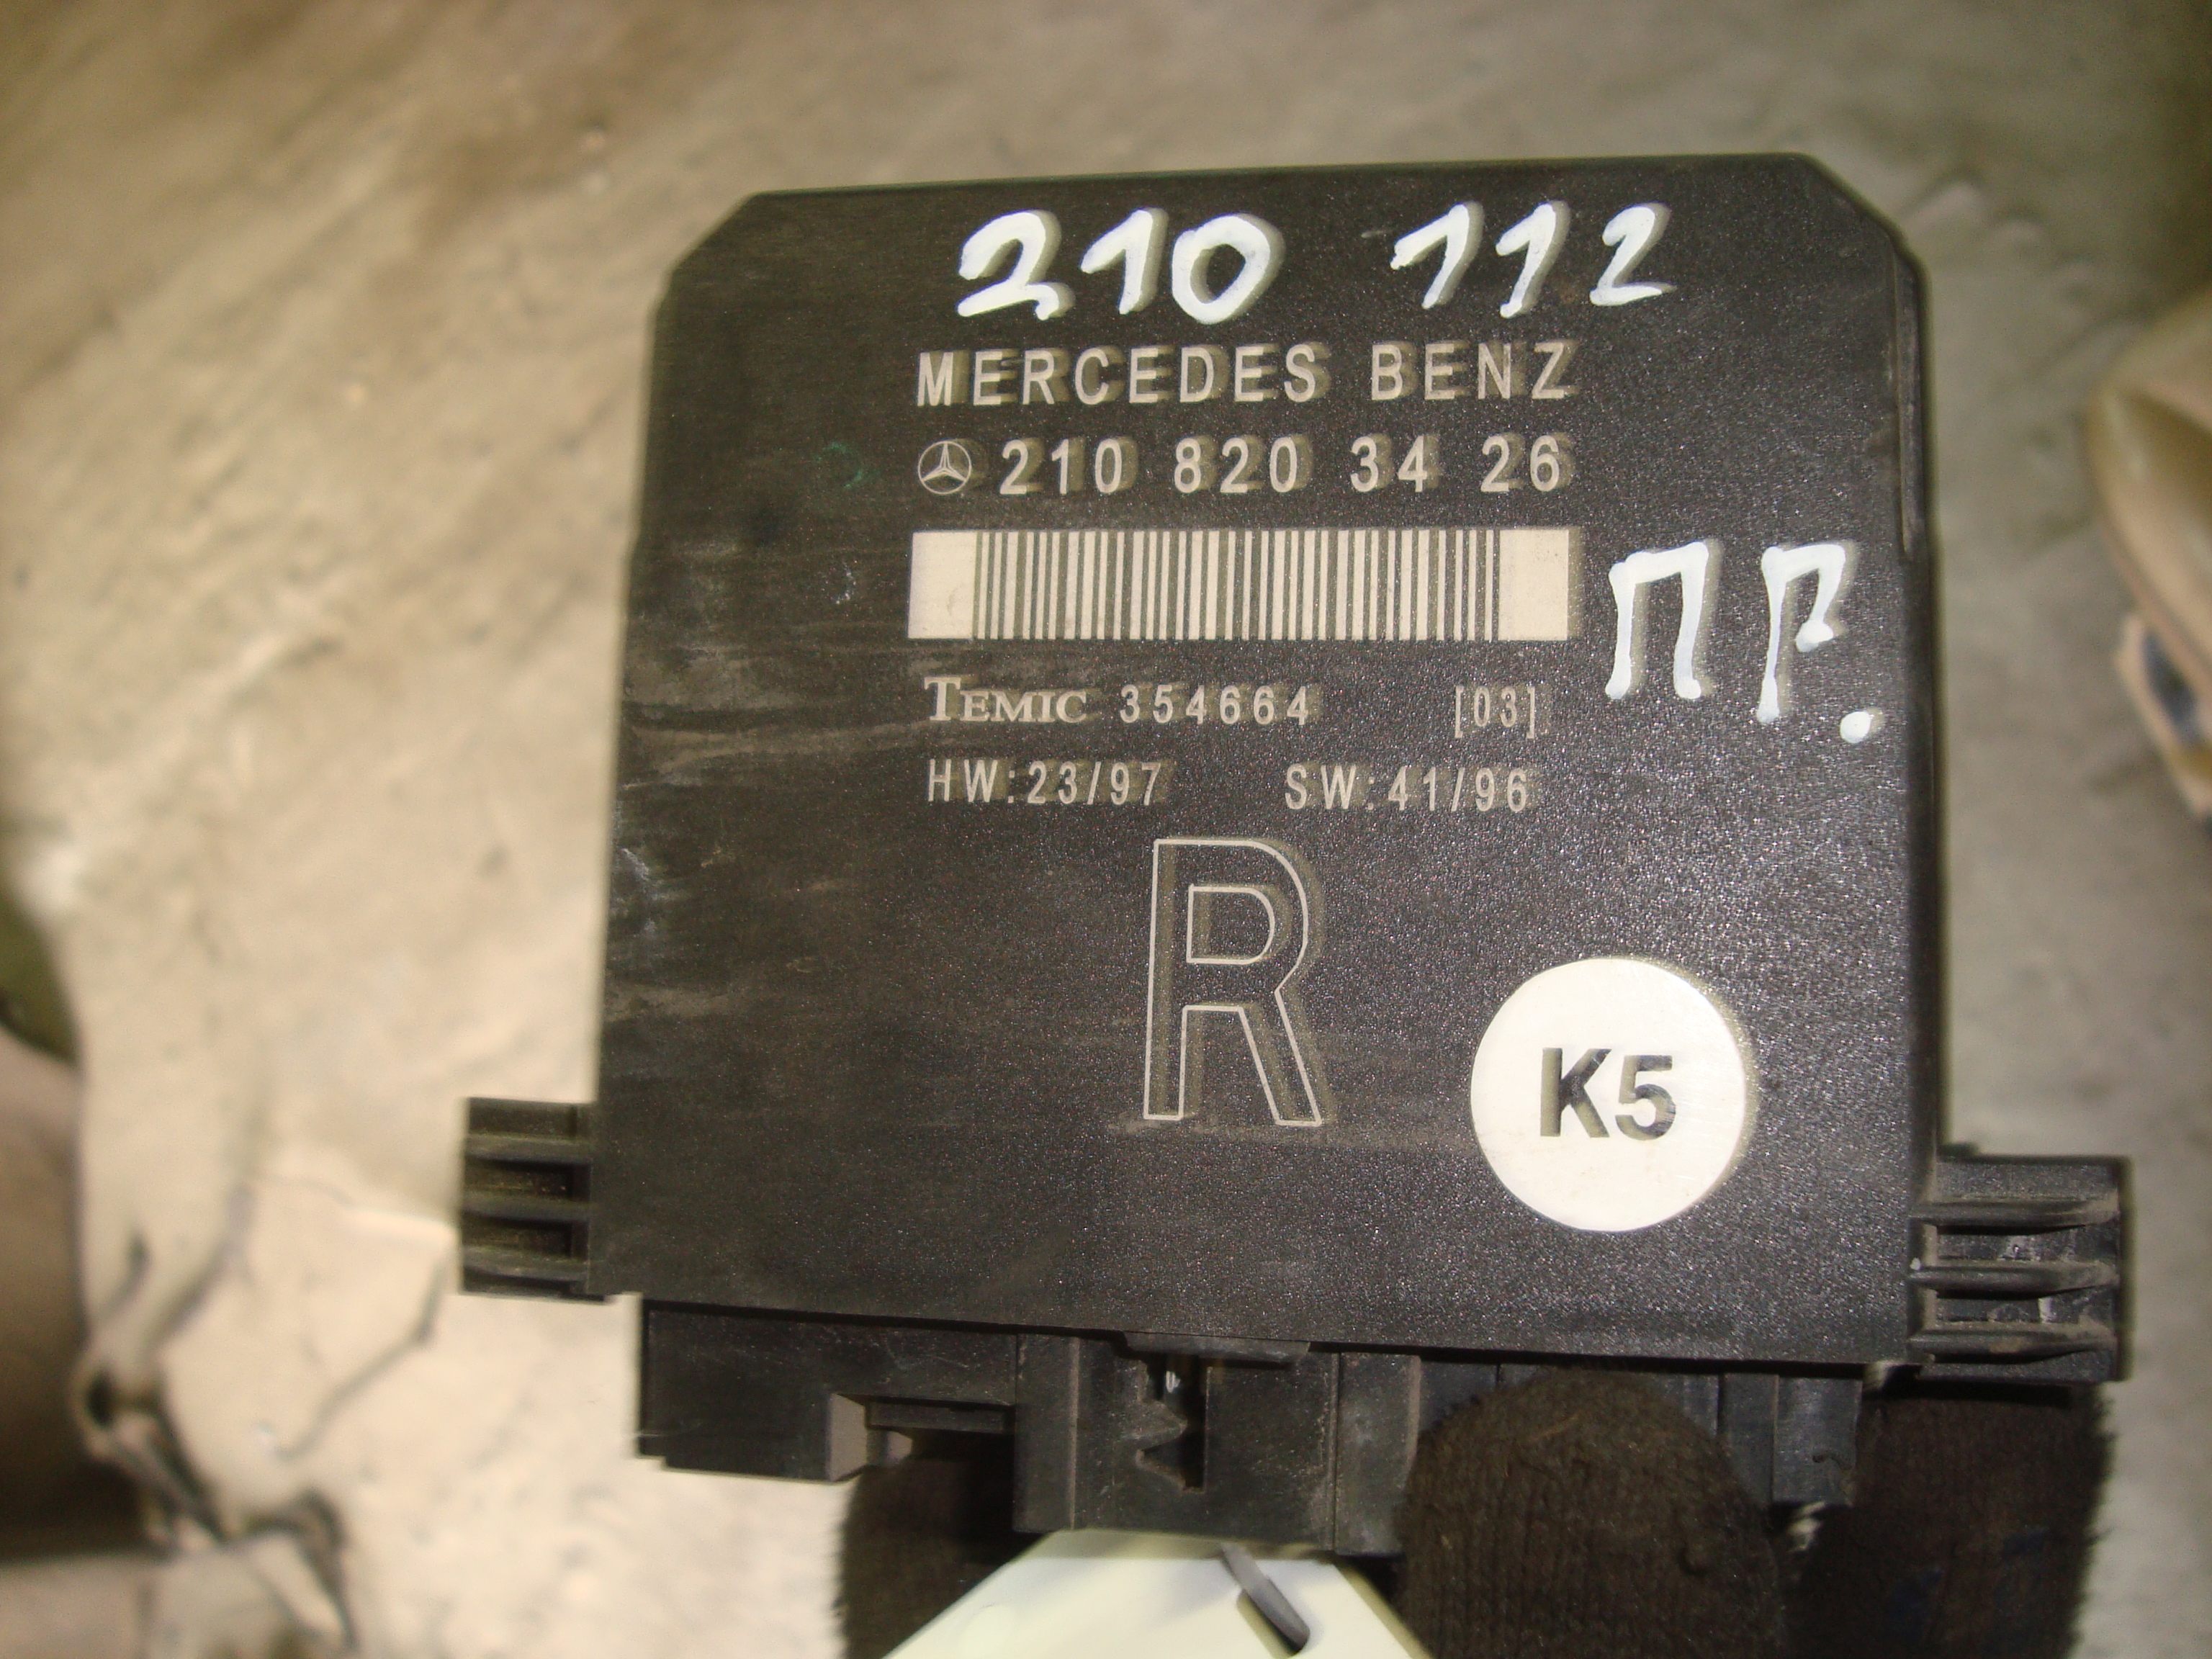 210 112
MERCEDES BENZ
210 820 34 26
ПР.
TEMIC 354664 [03]
HW:23/97 SW:41/96
R
K5